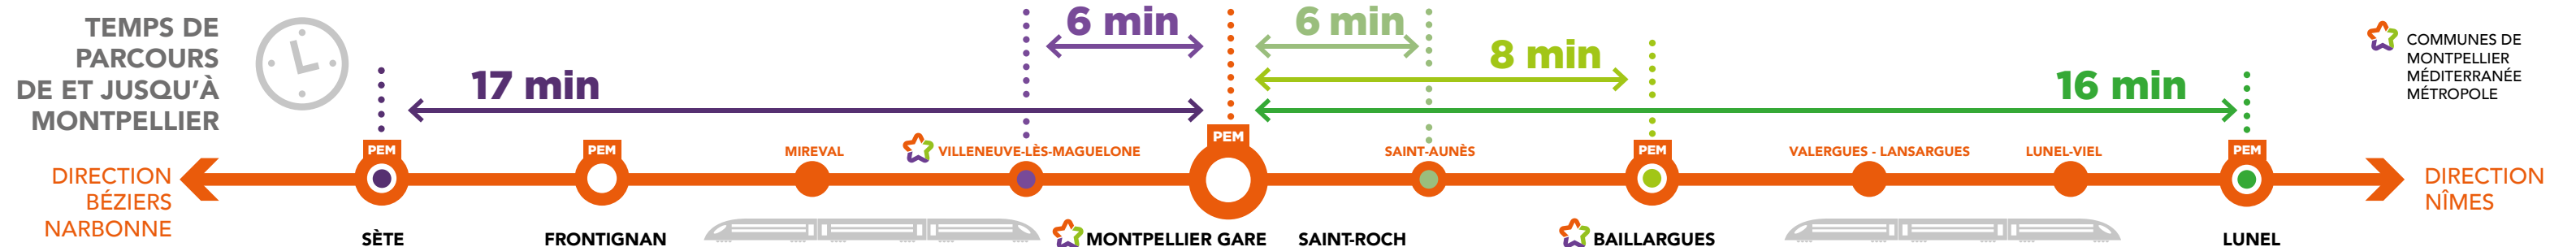 TEMPS DE
PARCOURS
DE ET JUSQU'À
MONTPELLIER
17 min
6 min
6 min
8 min
16 min
COMMUNES DE
MONTPELLIER
MÉDITERRANÉE
MÉTROPOLE
DIRECTION
BÉZIERS
NARBONNE
PEM
SÈTE
PEM
FRONTIGNAN
MIREVAL
VILLENEUVE-LÈS-MAGUELONE
PEM
MONTPELLIER GARE SAINT-ROCH
SAINT-AUNÈS
PEM
BAILLARGUES
VALERGUES - LANSARGUES
LUNEL-VIEL
PEM
LUNEL
DIRECTION
NÎMES